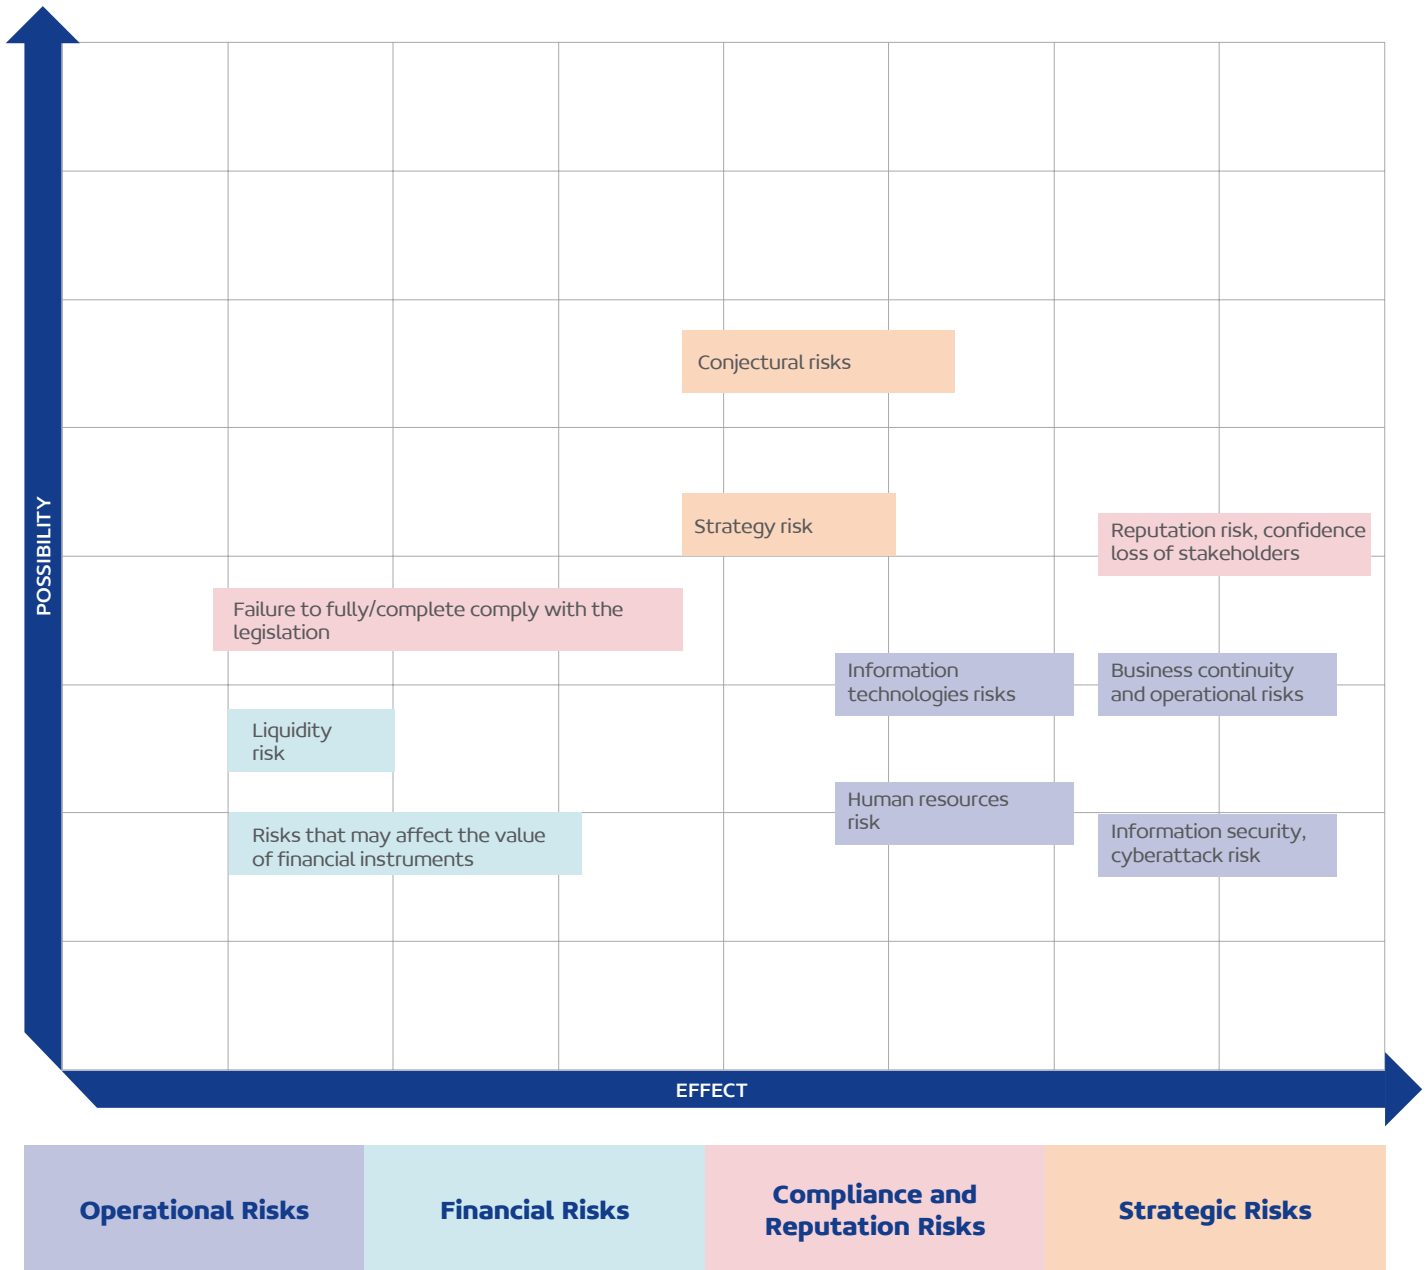 Conjectural risks
Strategy risk
Reputation risk, confidence
loss of stakeholders
POSSIBILITY
Failure to fully/complete comply with the
legislation
Information
technologies risks
Business continuity
and operational risks
Liquidity
risk
Human resources
risk
Risks that may affect the value
of financial instruments
Information security,
cyberattack risk
EFFECT
Operational Risks
Financial Risks
Compliance and
Reputation Risks
Strategic Risks